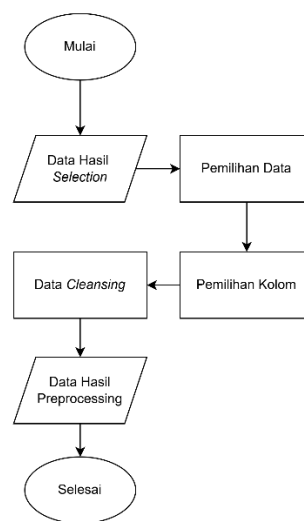 Mulai
Data Hasil
Selection
Pemilihan Data
Pemilihan Kolom
Data Cleansing
Data Hasil
Preprocessing
Selesai